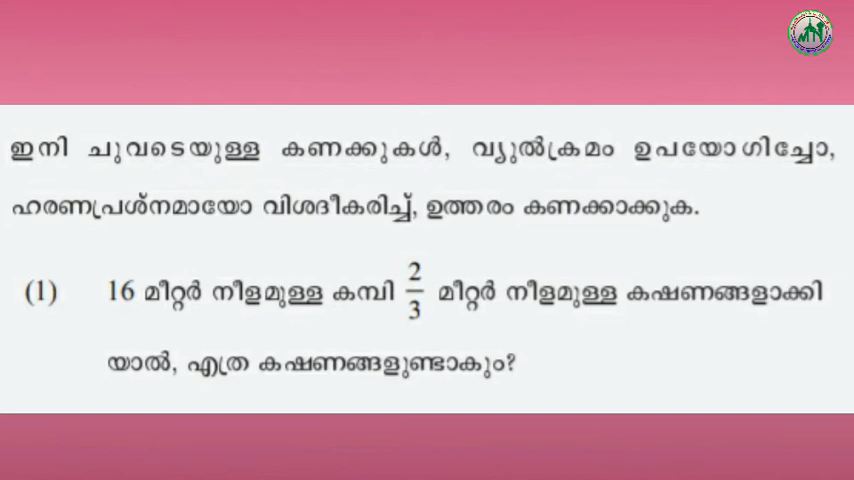 ഇനി ചുവടെയുള്ള കണക്കുകൾ, വ്യുൽക്രമം ഉപയോഗിച്ചോ,
ഹരണപ്രശ്നമായോ വിശദീകരിച്ച്, ഉത്തരം കണക്കാക്കുക.
(1) 16 മീറ്റർ നീളമുള്ള കമ്പി 2/3 മീറ്റർ നീളമുള്ള കഷണങ്ങളാക്കി
യാൽ, എത്ര കഷണങ്ങളുണ്ടാകും?